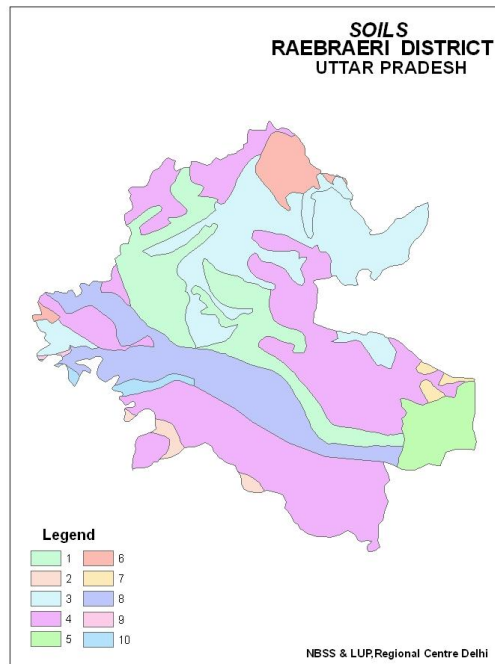 SOILS
RAEBRAERI DISTRICT
UTTAR PRADESH
Legend
1 6
2 7
3 8
4 9
5 10
NBSS & LUP,Regional Centre Delhi